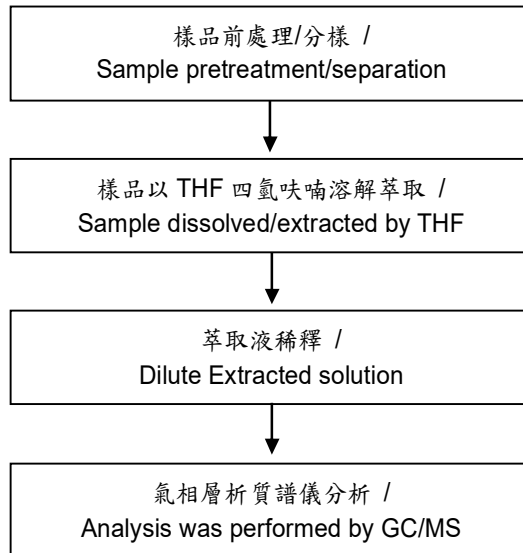 樣品前處理/分樣 /
Sample pretreatment/separation
樣品以 THF 四氫呋喃溶解萃取 /
Sample dissolved/extracted by THF
萃取液稀釋 /
Dilute Extracted solution
氣相層析質譜儀分析 /
Analysis was performed by GC/MS